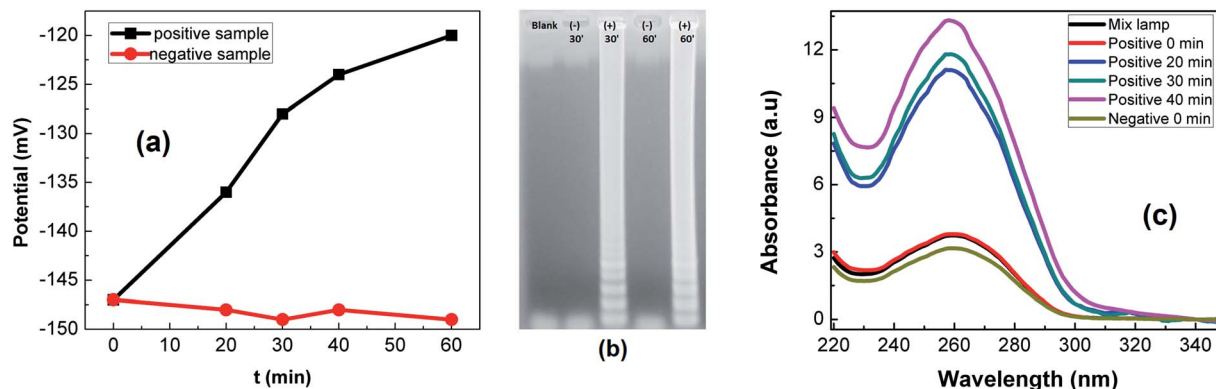 -120
-125
-130
-135
-140
-145
-150
Potential (mV)
positive sample
negative sample
(a)
0 10 20 30 40 50 60
t (min)
Blank (-) (+) (-) (+)
30' 30' 60' 60'
(b)
12
9
6
3
0
Absorbance (a.u)
Mix lamp
Positive 0 min
Positive 20 min
Positive 30 min
Positive 40 min
Negative 0 min
(c)
220 240 260 280 300 320 340
Wavelength (nm)